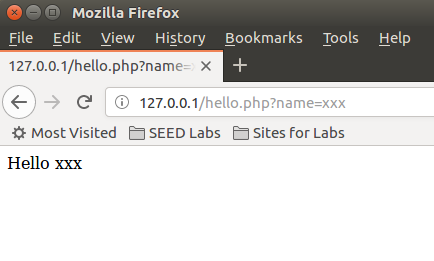 Mozilla Firefox
File Edit View History Bookmarks Tools Help
127.0.0.1/hello.php?name=x
127.0.0.1/hello.php?name=xxx
Most Visited SEED Labs Sites for Labs
Hello xxx